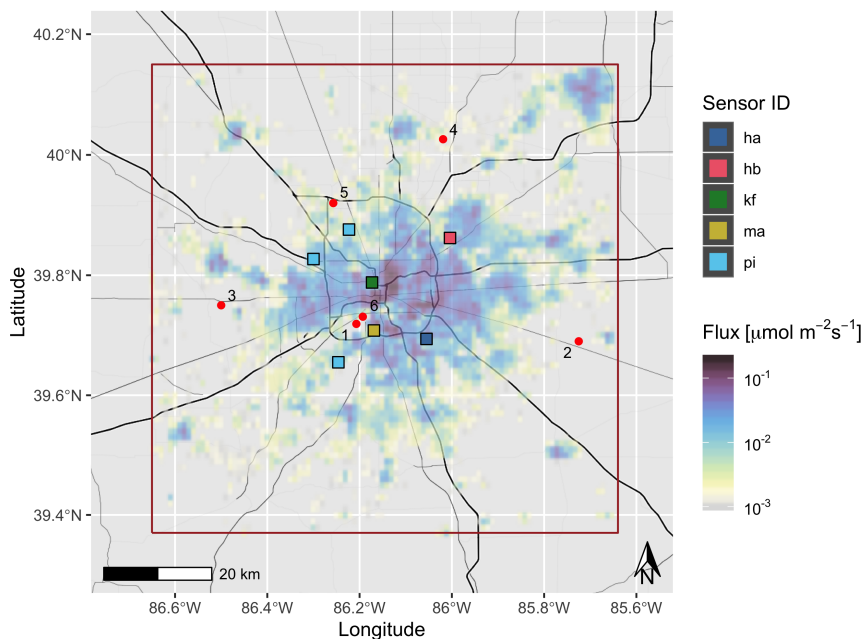 40.2°N
40°N
39.8°N
39.6°N
39.4°N
Latitude
86.6°W
86.4°W
86.2°W
86°W
85.8°W
85.6°W
Longitude
4
5
3
6
1
2
20 km
N
Sensor ID
ha
hb
kf
ma
pi
Flux [μmol m⁻²s⁻¹]
10⁻¹
10⁻²
10⁻³